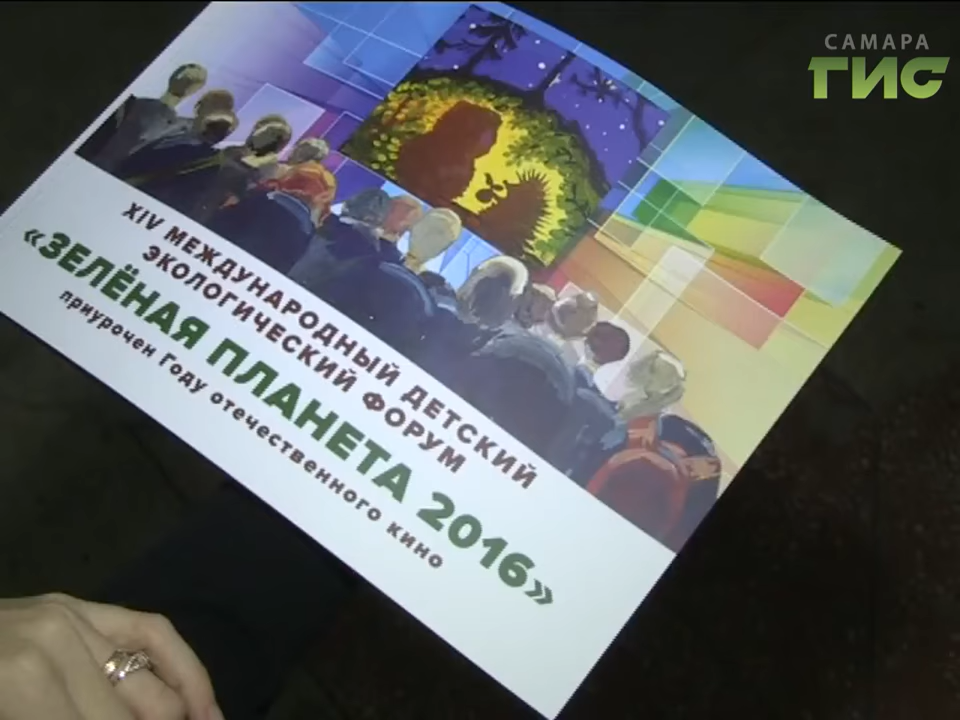 САМАРА
ГИС
XIV МЕЖДУНАРОДНЫЙ ДЕТСКИЙ
ЭКОЛОГИЧЕСКИЙ ФОРУМ
«ЗЕЛЁНАЯ ПЛАНЕТА 2016»
приурочен Году отечественного кино